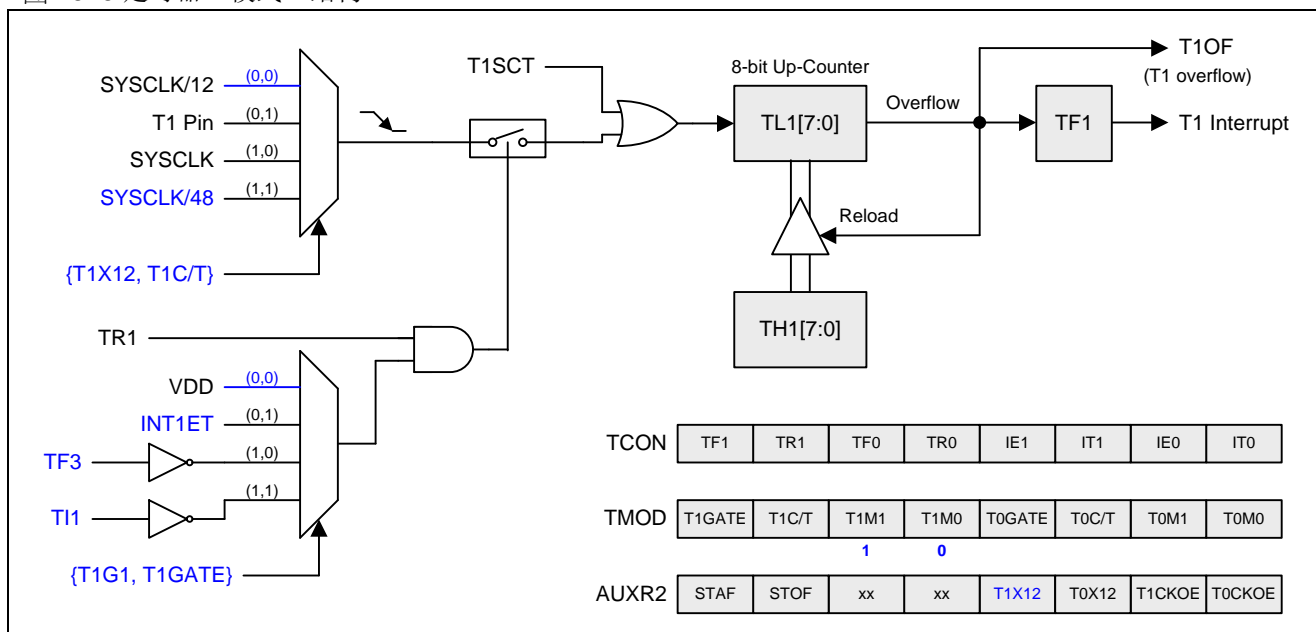 SYSCLK/12
(0,0)
T1 Pin
(0,1)
SYSCLK
(1,0)
SYSCLK/48
(1,1)
{T1X12, T1C/T}
T1SCT
8-bit Up-Counter
TL1[7:0]
Overflow
T1OF
(T1 overflow)
TF1
T1 Interrupt
Reload
TH1[7:0]
TR1
VDD
(0,0)
INT1ET
(0,1)
TF3
(1,0)
TI1
(1,1)
{T1G1, T1GATE}
TCON TF1 TR1 TF0 TR0 IE1 IT1 IE0 IT0
TMOD T1GATE T1C/T T1M1 T1M0 T0GATE T0C/T T0M1 T0M0
1 0
AUXR2 STAF STOF xx xx T1X12 T0X12 T1CKOE T0CKOE